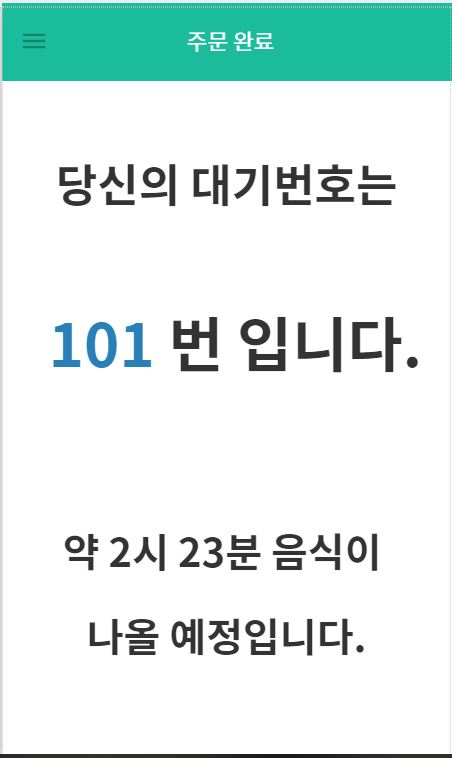 주문 완료
당신의 대기번호는
101 번 입니다.
약 2시 23분 음식이
나올 예정입니다.